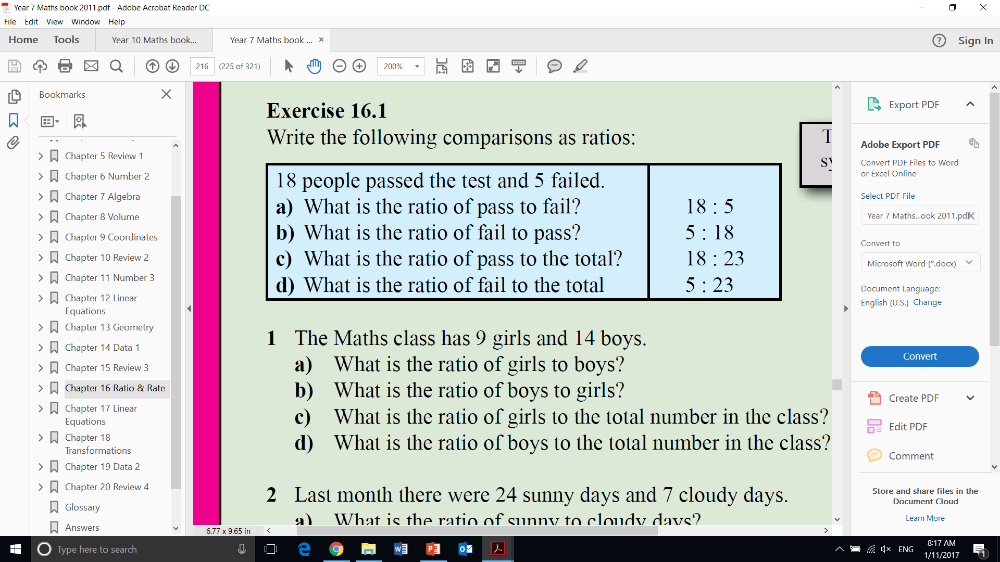 Year 7 Maths book 2011.pdf - Adobe Acrobat Reader DC
File Edit View Window Help
Home Tools Year 10 Maths book... Year 7 Maths book ... Sign In
216 (225 of 321) 200%
Bookmarks
Chapter 5 Review 1
Chapter 6 Number 2
Chapter 7 Algebra
Chapter 8 Volume
Chapter 9 Coordinates
Chapter 10 Review 2
Chapter 11 Number 3
Chapter 12 Linear
Equations
Chapter 13 Geometry
Chapter 14 Data 1
Chapter 15 Review 3
Chapter 16 Ratio & Rate
Chapter 17 Linear
Equations
Chapter 18
Transformations
Chapter 19 Data 2
Chapter 20 Review 4
Glossary
Answers
Exercise 16.1
Write the following comparisons as ratios:
18 people passed the test and 5 failed.
a) What is the ratio of pass to fail? 18 : 5
b) What is the ratio of fail to pass? 5 : 18
c) What is the ratio of pass to the total? 18 : 23
d) What is the ratio of fail to the total 5 : 23
1 The Maths class has 9 girls and 14 boys.
a) What is the ratio of girls to boys?
b) What is the ratio of boys to girls?
c) What is the ratio of girls to the total number in the class?
d) What is the ratio of boys to the total number in the class?
2 Last month there were 24 sunny days and 7 cloudy days.
a) What is the ratio of sunny to cloudy days?
6.77 x 9.65 in
Export PDF
Adobe Export PDF
Convert PDF Files to Word
or Excel Online
Select PDF File
Year 7 Maths...ook 2011.pdf
Convert to
Microsoft Word (*.docx)
Document Language:
English (U.S.) Change
Convert
Create PDF
Edit PDF
Comment
Store and share files in the
Document Cloud
Learn More
Type here to search
ENG
8:17 AM
1/11/2017
1